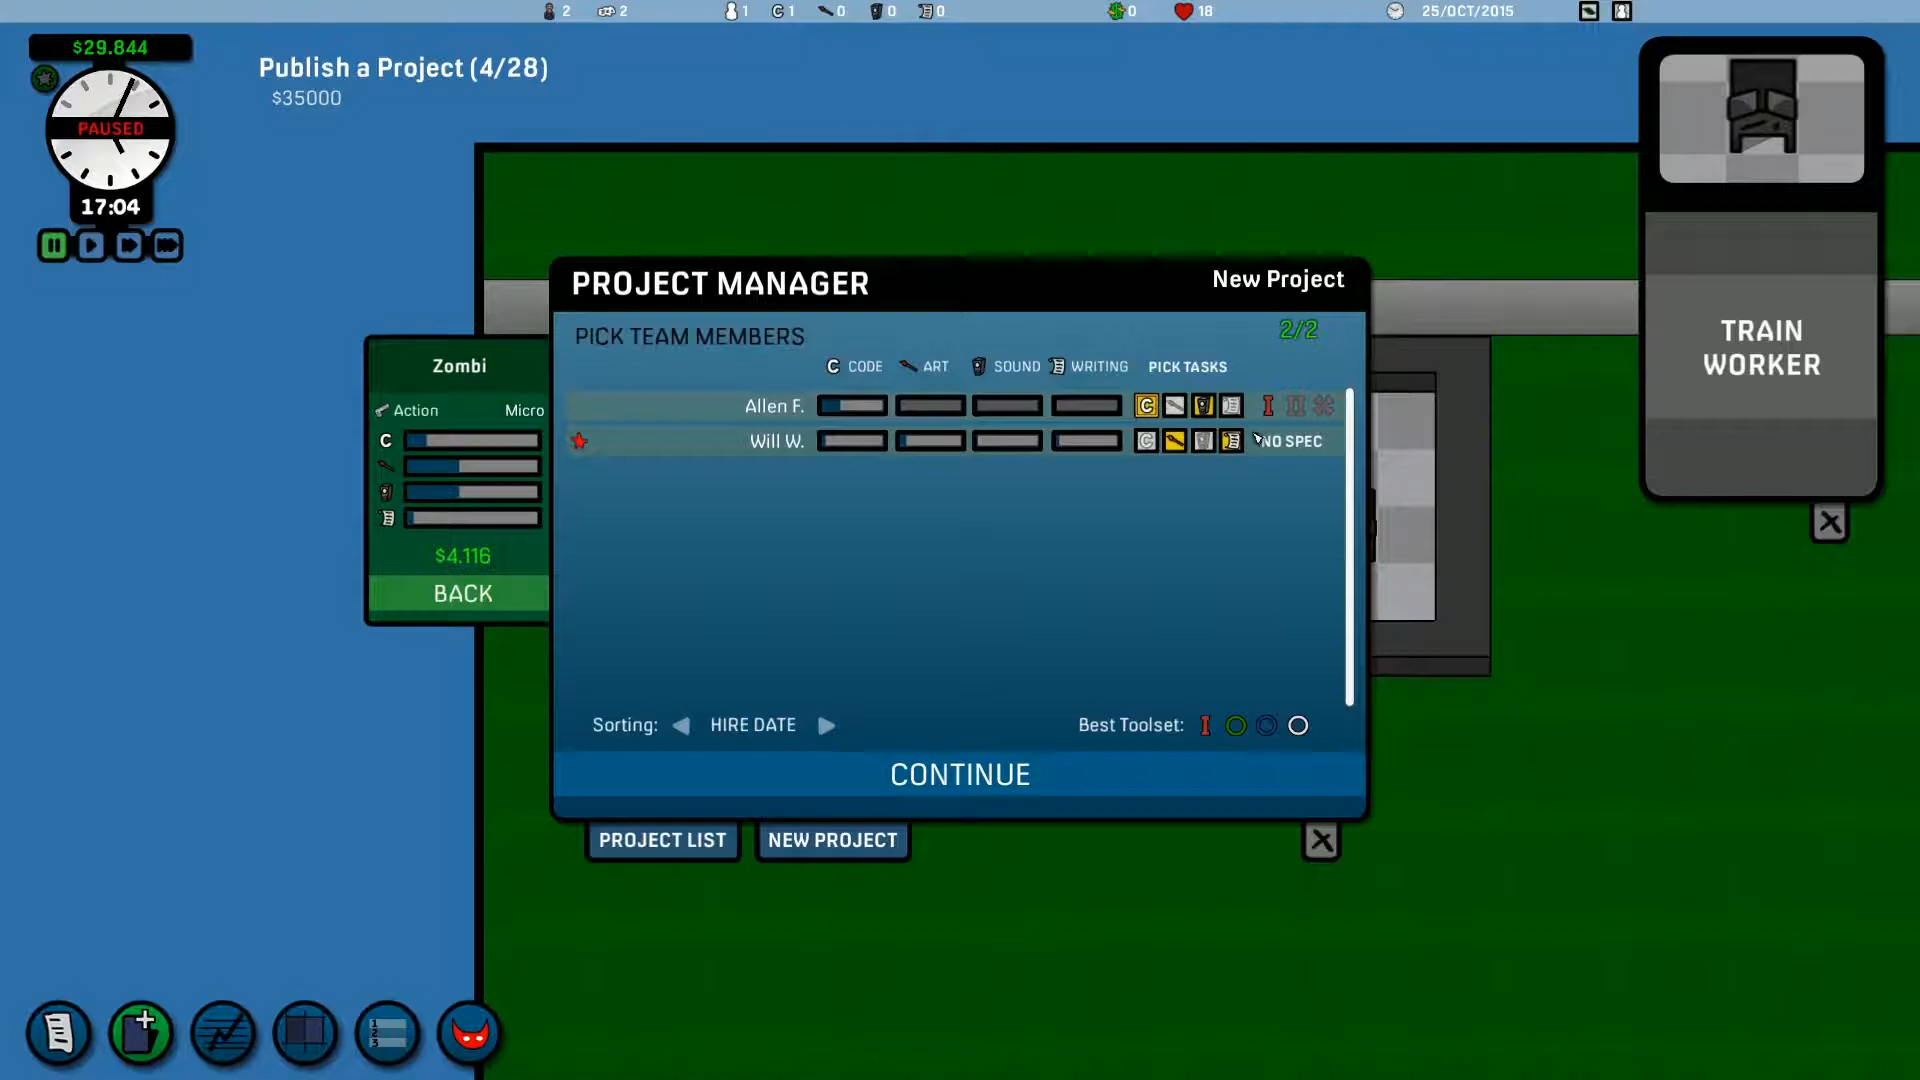 2 2 1 C 1 0 0 0 0 18 25/OCT/2015
$29.844
PAUSED
17:04
Publish a Project (4/28)
$35000
PROJECT MANAGER
New Project
PICK TEAM MEMBERS
2/2
C CODE ART SOUND WRITING PICK TASKS
Allen F. C
Will W. C NO SPEC
Sorting: HIRE DATE
Best Toolset:
CONTINUE
PROJECT LIST
NEW PROJECT
Zombi
Action Micro
C
$4.116
BACK
TRAIN
WORKER
1
2
3